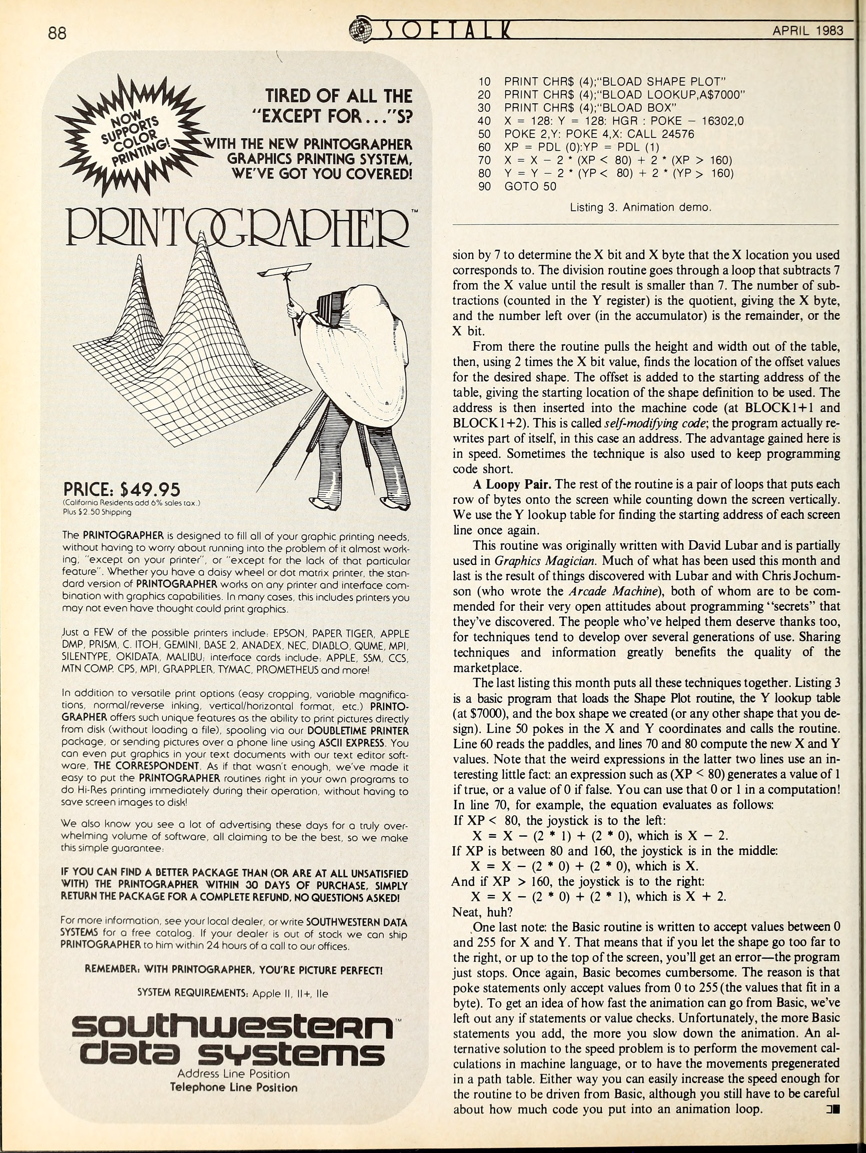 88
SOFTALK
APRIL 1983
NOW
SUPPORTS
COLOR
PRINTING!
TIRED OF ALL THE
"EXCEPT FOR..."S?
WITH THE NEW PRINTOGRAPHER
GRAPHICS PRINTING SYSTEM,
WE'VE GOT YOU COVERED!
PRINTOGRAPHER™
PRICE: $49.95
(California Residents add 6% sales tax.)
Plus $2.50 Shipping
The PRINTOGRAPHER is designed to fill all of your graphic printing needs,
without having to worry about running into the problem of it almost work-
ing, "except on your printer", or "except for the lack of that particular
feature". Whether you have a daisy wheel or dot matrix printer, the stan-
dard version of PRINTOGRAPHER works on any printer and interface com-
bination with graphics capabilities. In many cases, this includes printers you
may not even have thought could print graphics.
Just a FEW of the possible printers include: EPSON, PAPER TIGER, APPLE
DMP, PRISM, C. ITOH, GEMINI, BASE 2, ANADEX, NEC, DIABLO, QUME, MPI,
SILENTYPE, OKIDATA, MALIBU; interface cards include: APPLE, SSM, CCS,
MTN COMP, CPS, MPI, GRAPPLER, TYMAC, PROMETHEUS and more!
In addition to versatile print options (easy cropping, variable magnifica-
tions, normal/reverse inking, vertical/horizontal format, etc.) PRINTO-
GRAPHER offers such unique features as the ability to print pictures directly
from disk (without loading a file), spooling via our DOUBLETIME PRINTER
package, or sending pictures over a phone line using ASCII EXPRESS. You
can even put graphics in your text documents with our text editor soft-
ware, THE CORRESPONDENT. As if that wasn't enough, we've made it
easy to put the PRINTOGRAPHER routines right in your own programs to
do Hi-Res printing immediately during their operation, without having to
save screen images to disk!
We also know you see a lot of advertising these days for a truly over-
whelming volume of software, all claiming to be the best, so we make
this simple guarantee:
IF YOU CAN FIND A BETTER PACKAGE THAN (OR ARE AT ALL UNSATISFIED
WITH) THE PRINTOGRAPHER WITHIN 30 DAYS OF PURCHASE, SIMPLY
RETURN THE PACKAGE FOR A COMPLETE REFUND, NO QUESTIONS ASKED!
For more information, see your local dealer, or write SOUTHWESTERN DATA
SYSTEMS for a free catalog. If your dealer is out of stock we can ship
PRINTOGRAPHER to him within 24 hours of a call to our offices.
REMEMBER: WITH PRINTOGRAPHER, YOU'RE PICTURE PERFECT!
SYSTEM REQUIREMENTS: Apple II, II+, IIe
southwestern™
data systems
Address Line Position
Telephone Line Position
10 PRINT CHR$ (4);"BLOAD SHAPE PLOT"
20 PRINT CHR$ (4);"BLOAD LOOKUP,A$7000"
30 PRINT CHR$ (4);"BLOAD BOX"
40 X = 128: Y = 128: HGR : POKE - 16302,0
50 POKE 2,Y: POKE 4,X: CALL 24576
60 XP = PDL (0):YP = PDL (1)
70 X = X - 2 * (XP < 80) + 2 * (XP > 160)
80 Y = Y - 2 * (YP < 80) + 2 * (YP > 160)
90 GOTO 50
Listing 3. Animation demo.
sion by 7 to determine the X bit and X byte that the X location you used
corresponds to. The division routine goes through a loop that subtracts 7
from the X value until the result is smaller than 7. The number of sub-
tractions (counted in the Y register) is the quotient, giving the X byte,
and the number left over (in the accumulator) is the remainder, or the
X bit.
From there the routine pulls the height and width out of the table,
then, using 2 times the X bit value, finds the location of the offset values
for the desired shape. The offset is added to the starting address of the
table, giving the starting location of the shape definition to be used. The
address is then inserted into the machine code (at BLOCK1+1 and
BLOCK1+2). This is called self-modifying code; the program actually re-
writes part of itself, in this case an address. The advantage gained here is
in speed. Sometimes the technique is also used to keep programming
code short.
A Loopy Pair. The rest of the routine is a pair of loops that puts each
row of bytes onto the screen while counting down the screen vertically.
We use the Y lookup table for finding the starting address of each screen
line once again.
This routine was originally written with David Lubar and is partially
used in Graphics Magician. Much of what has been used this month and
last is the result of things discovered with Lubar and with Chris Jochum-
son (who wrote the Arcade Machine), both of whom are to be com-
mended for their very open attitudes about programming "secrets" that
they've discovered. The people who've helped them deserve thanks too,
for techniques tend to develop over several generations of use. Sharing
techniques and information greatly benefits the quality of the
marketplace.
The last listing this month puts all these techniques together. Listing 3
is a basic program that loads the Shape Plot routine, the Y lookup table
(at $7000), and the box shape we created (or any other shape that you de-
sign). Line 50 pokes in the X and Y coordinates and calls the routine.
Line 60 reads the paddles, and lines 70 and 80 compute the new X and Y
values. Note that the weird expressions in the latter two lines use an in-
teresting little fact: an expression such as (XP < 80) generates a value of 1
if true, or a value of 0 if false. You can use that 0 or 1 in a computation!
In line 70, for example, the equation evaluates as follows:
If XP < 80, the joystick is to the left:
X = X - (2 * 1) + (2 * 0), which is X - 2.
If XP is between 80 and 160, the joystick is in the middle:
X = X - (2 * 0) + (2 * 0), which is X.
And if XP > 160, the joystick is to the right:
X = X - (2 * 0) + (2 * 1), which is X + 2.
Neat, huh?
One last note: the Basic routine is written to accept values between 0
and 255 for X and Y. That means that if you let the shape go too far to
the right, or up to the top of the screen, you'll get an error—the program
just stops. Once again, Basic becomes cumbersome. The reason is that
poke statements only accept values from 0 to 255 (the values that fit in a
byte). To get an idea of how fast the animation can go from Basic, we've
left out any if statements or value checks. Unfortunately, the more Basic
statements you add, the more you slow down the animation. An al-
ternative solution to the speed problem is to perform the movement cal-
culations in machine language, or to have the movements pregenerated
in a path table. Either way you can easily increase the speed enough for
the routine to be driven from Basic, although you still have to be careful
about how much code you put into an animation loop.